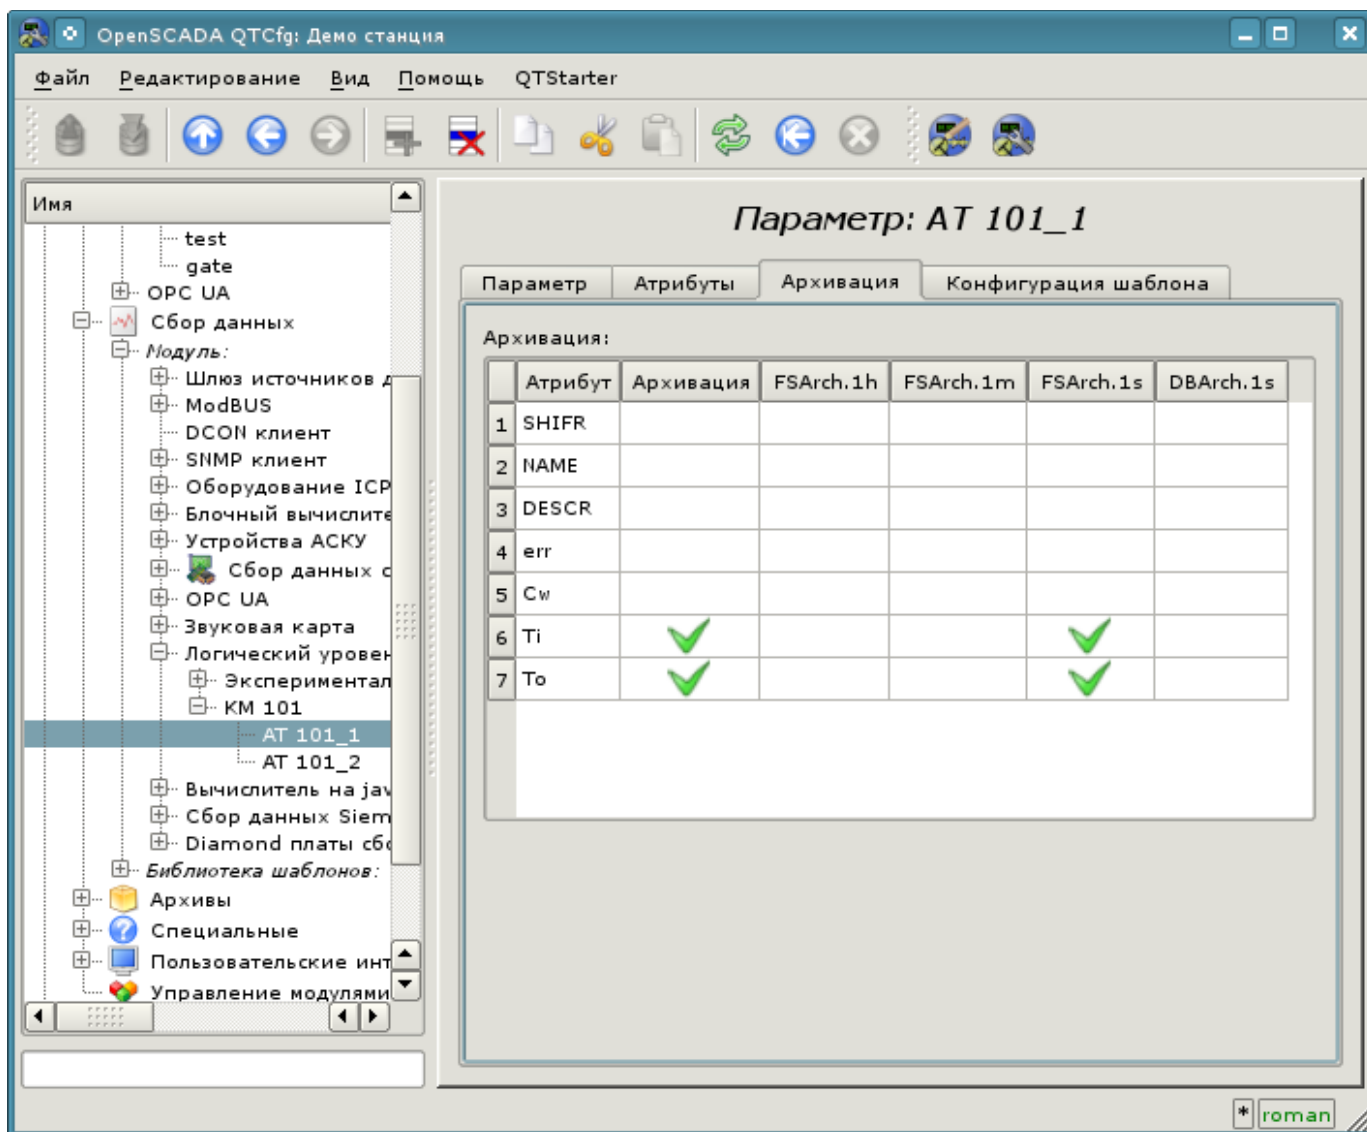 OpenSCADA QTCfg: Демо станция
Файл Редактирование Вид Помощь QTStarter
Имя
test
gate
OPC UA
Сбор данных
Модуль:
Шлюз источников д
ModBUS
DCON клиент
SNMP клиент
Оборудование ICP
Блочный вычислите
Устройства АСКУ
Сбор данных с
OPC UA
Звуковая карта
Логический уровен
Экспериментал
КМ 101
AT 101_1
AT 101_2
Вычислитель на jav
Сбор данных Siem
Diamond платы сбо
Библиотека шаблонов:
Архивы
Специальные
Пользовательские инт
Управление модулями
Параметр: AT 101_1
Параметр Атрибуты Архивация Конфигурация шаблона
Архивация:
Атрибут Архивация FSArch.1h FSArch.1m FSArch.1s DBArch.1s
1 SHIFR
2 NAME
3 DESCR
4 err
5 Cw
6 Ti
7 To
* roman